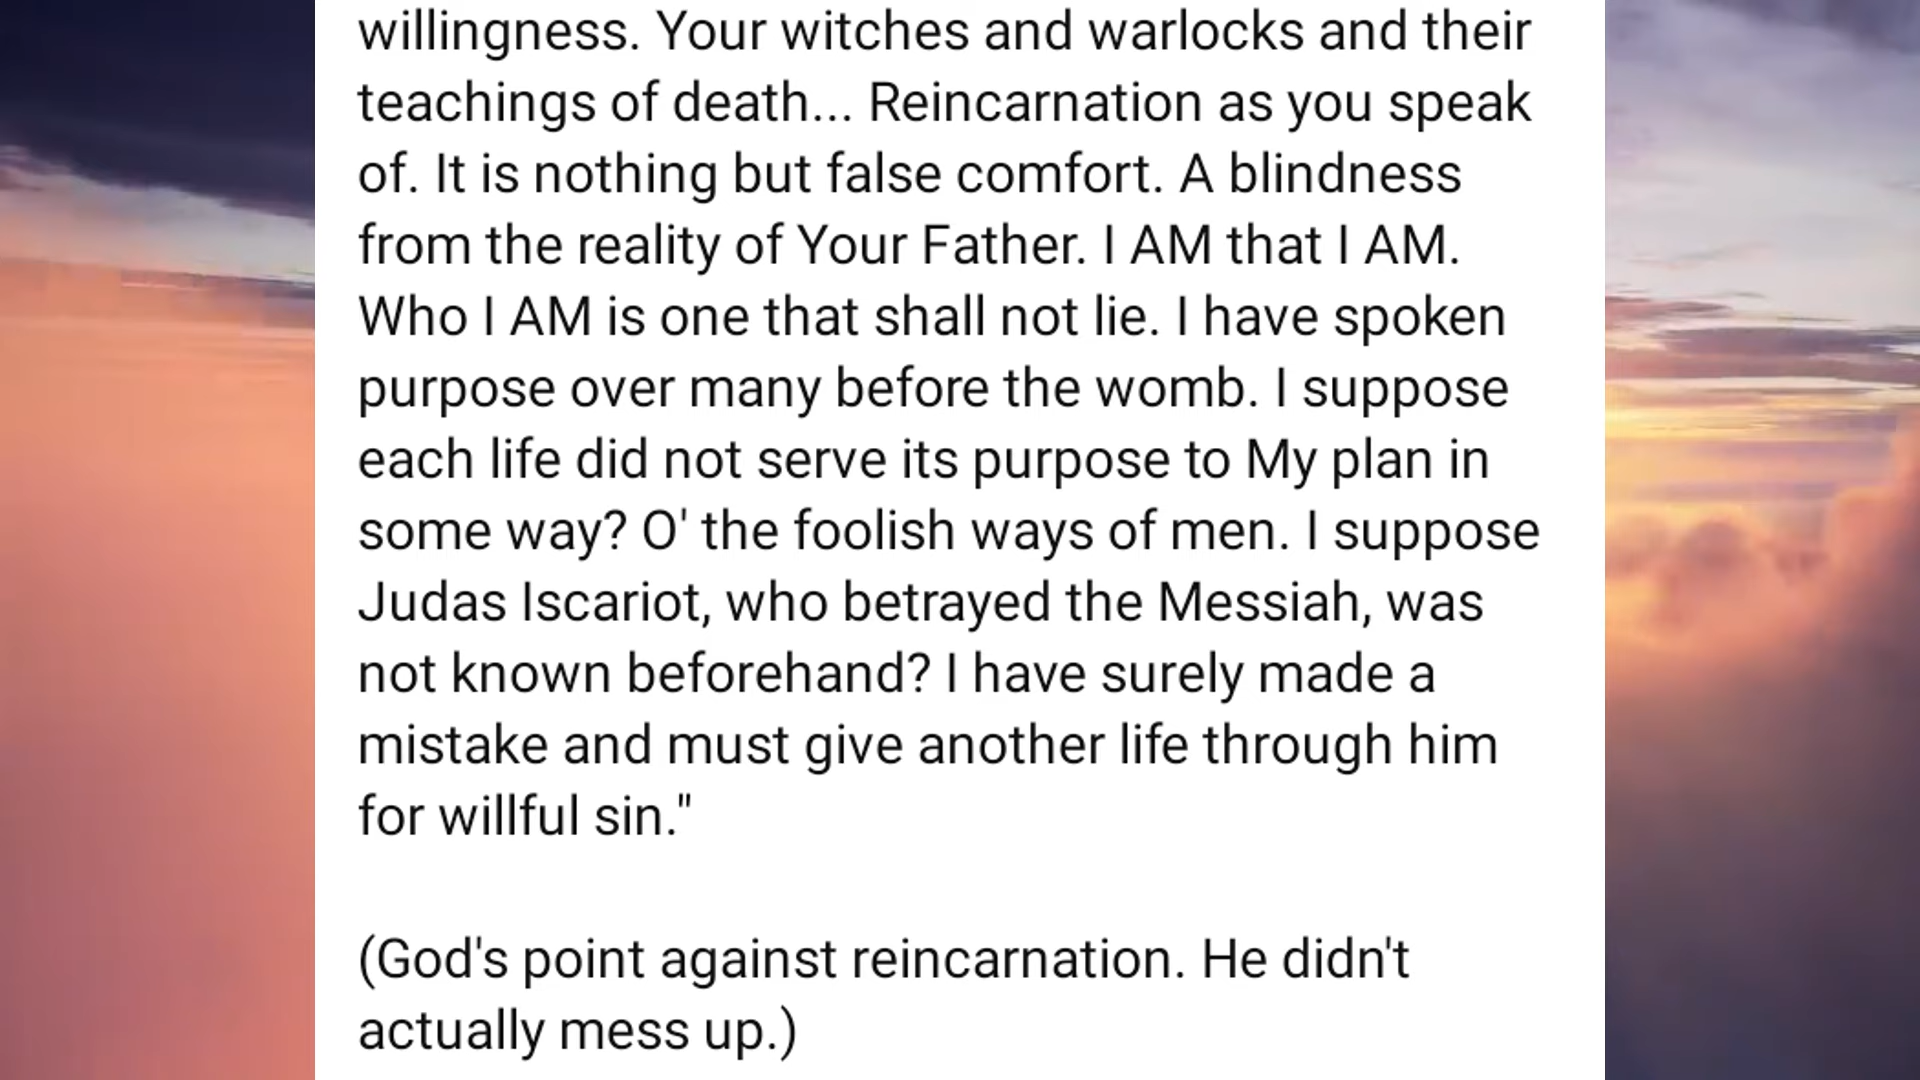 willingness. Your witches and warlocks and their
teachings of death... Reincarnation as you speak
of. It is nothing but false comfort. A blindness
from the reality of Your Father. I AM that I AM.
Who I AM is one that shall not lie. I have spoken
purpose over many before the womb. I suppose
each life did not serve its purpose to My plan in
some way? O' the foolish ways of men. I suppose
Judas Iscariot, who betrayed the Messiah, was
not known beforehand? I have surely made a
mistake and must give another life through him
for willful sin."
(God's point against reincarnation. He didn't
actually mess up.)